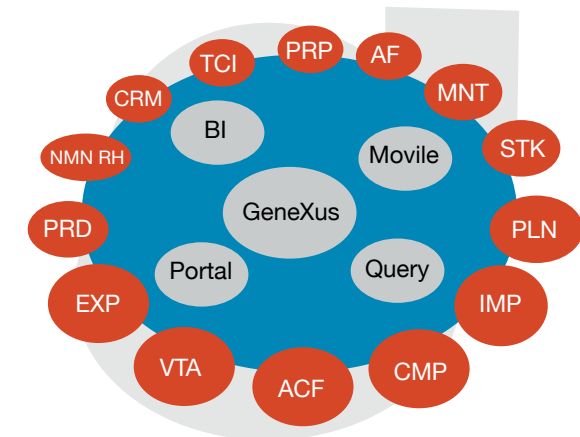 PRP
AF
TCI
MNT
CRM
BI
STK
Movile
NMN RH
GeneXus
PRD
PLN
Portal
Query
EXP
IMP
VTA
CMP
ACF